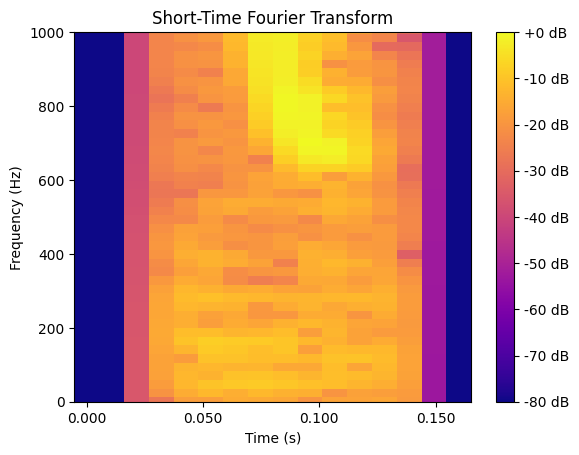 Short-Time Fourier Transform
1000
800
600
400
200
0
Frequency (Hz)
0.000
0.050
0.100
0.150
Time (s)
+0 dB
-10 dB
-20 dB
-30 dB
-40 dB
-50 dB
-60 dB
-70 dB
-80 dB